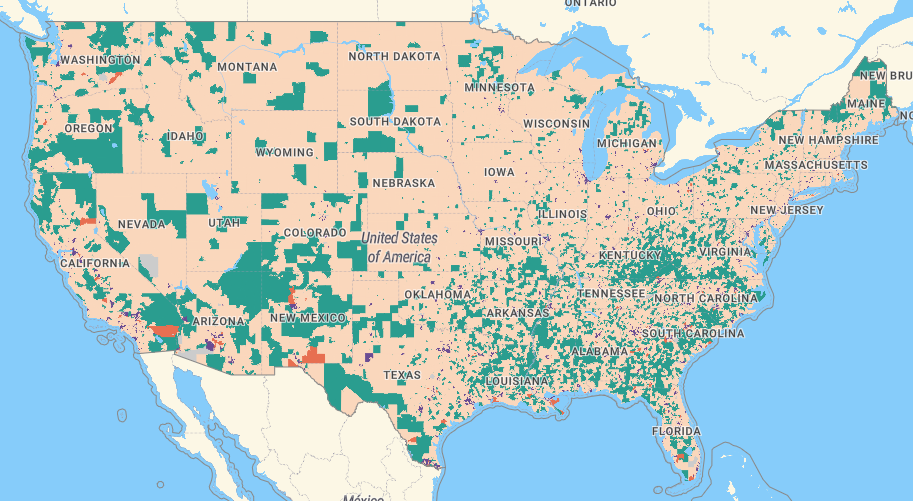 ONTARIO
WASHINGTON
MONTANA
NORTH DAKOTA
MINNESOTA
NEW BRU
MAINE
NO
OREGON
IDAHO
SOUTH DAKOTA
WISCONSIN
MICHIGAN
NEW HAMPSHIRE
WYOMING
MASSACHUSETTS
IOWA
NEBRASKA
NEVADA
UTAH
COLORADO
United States
of America
ILLINOIS
OHIO
NEW JERSEY
MISSOURI
KENTUCKY
VIRGINIA
CALIFORNIA
OKLAHOMA
TENNESSEE
NORTH CAROLINA
ARIZONA
NEW MEXICO
ARKANSAS
SOUTH CAROLINA
ALABAMA
TEXAS
LOUISIANA
FLORIDA
México